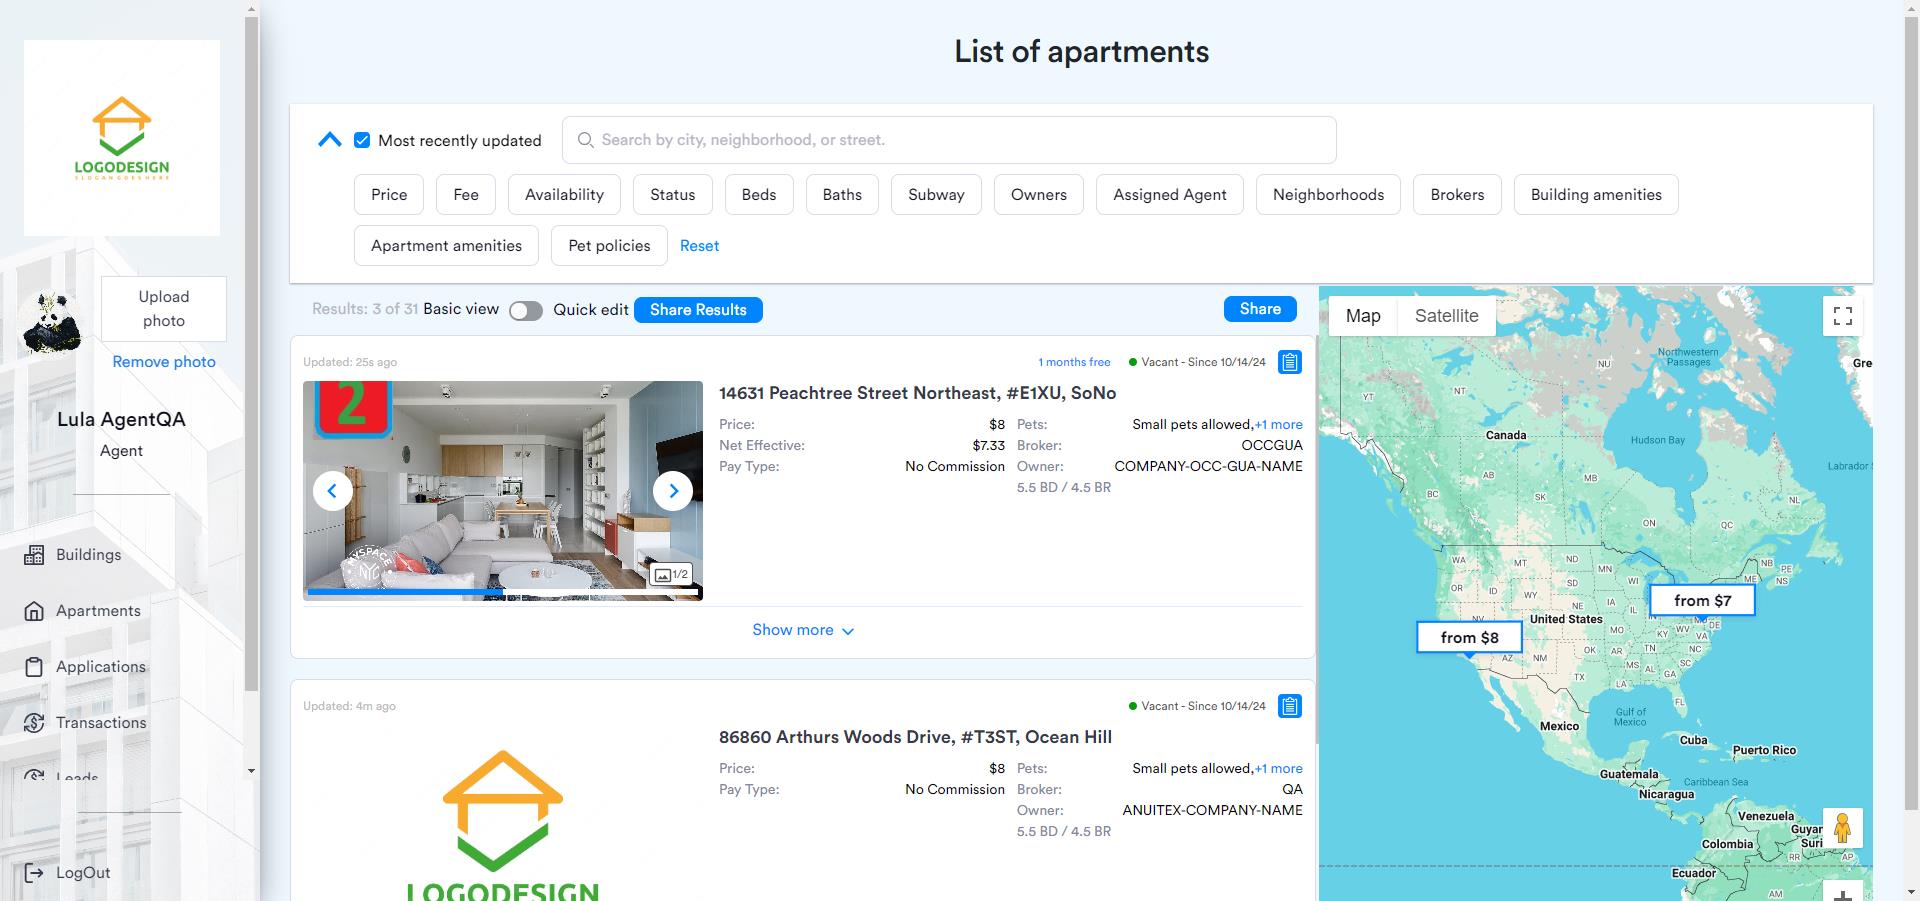 List of apartments
LOGODESIGN
SLOGANGOESHERE
Upload
photo
Remove photo
Lula AgentQA
Agent
Buildings
Apartments
Applications
Transactions
Leads
LogOut
Most recently updated
Search by city, neighborhood, or street.
Price
Fee
Availability
Status
Beds
Baths
Subway
Owners
Assigned Agent
Neighborhoods
Brokers
Building amenities
Apartment amenities
Pet policies
Reset
Results: 3 of 31 Basic view
Quick edit
Share Results
Share
Updated: 25s ago
1 months free
Vacant - Since 10/14/24
2
MYSPACE
NYC
1/2
14631 Peachtree Street Northeast, #E1XU, SoNo
Price: $8 Pets: Small pets allowed,+1 more
Net Effective: $7.33 Broker: OCCGUA
Pay Type: No Commission Owner: COMPANY-OCC-GUA-NAME
5.5 BD / 4.5 BR
Show more
Updated: 4m ago
Vacant - Since 10/14/24
LOGODESIGN
86860 Arthurs Woods Drive, #T3ST, Ocean Hill
Price: $8 Pets: Small pets allowed,+1 more
Pay Type: No Commission Broker: QA
Owner: ANUITEX-COMPANY-NAME
5.5 BD / 4.5 BR
Map
Satellite
Northwestern
Passages
NU
Gre
NT
YT
Canada
Hudson Bay
Labrador
AB
MB
BC
SK
NL
ON
QC
WA
MT
ND
MN
NB
PE
ME
NS
OR
ID
SD
WI
WY
from $7
NE
IA
IL
NV
United States
DE
MO
KY
WV
VA
from $8
AZ
NM
OK
AR
TN
NC
MS
AL
SC
TX
GA
LA
FL
Gulf of
Mexico
Mexico
Cuba
Puerto Rico
Guatemala
Caribbean Sea
Nicaragua
Venezuela
Guyan
Colombia
Suri
RR
AP
Ecuador
AM